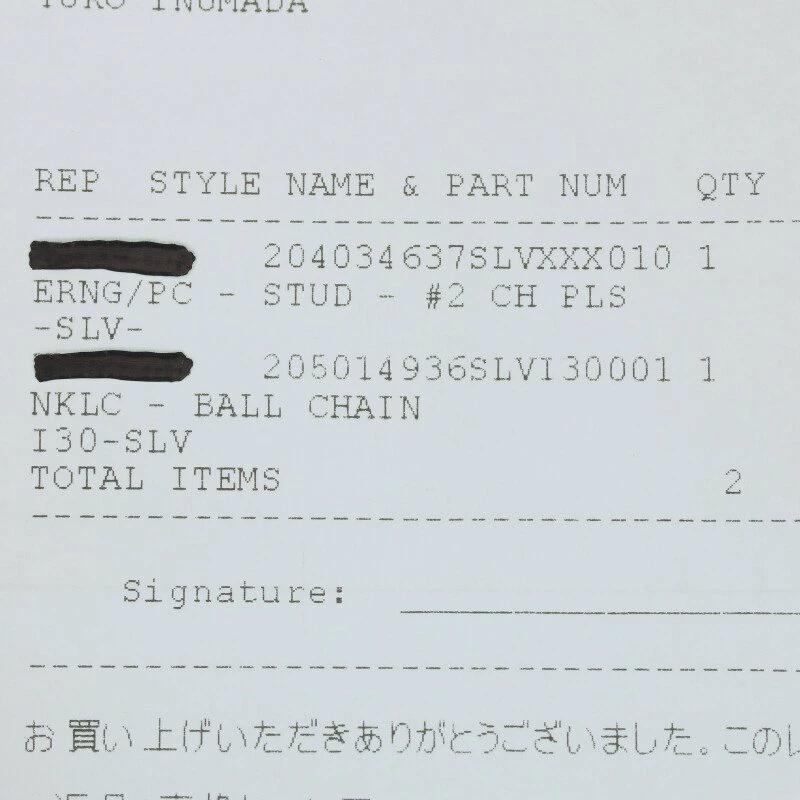 REP STYLE NAME & PART NUM QTY
204034637SLVXXX010 1
ERNG/PC - STUD - #2 CH PLS
-SLV-
205014936SLVI30001 1
NKLC - BALL CHAIN
I30-SLV
TOTAL ITEMS 2
Signature:
お買い上げいただきありがとうございました。この